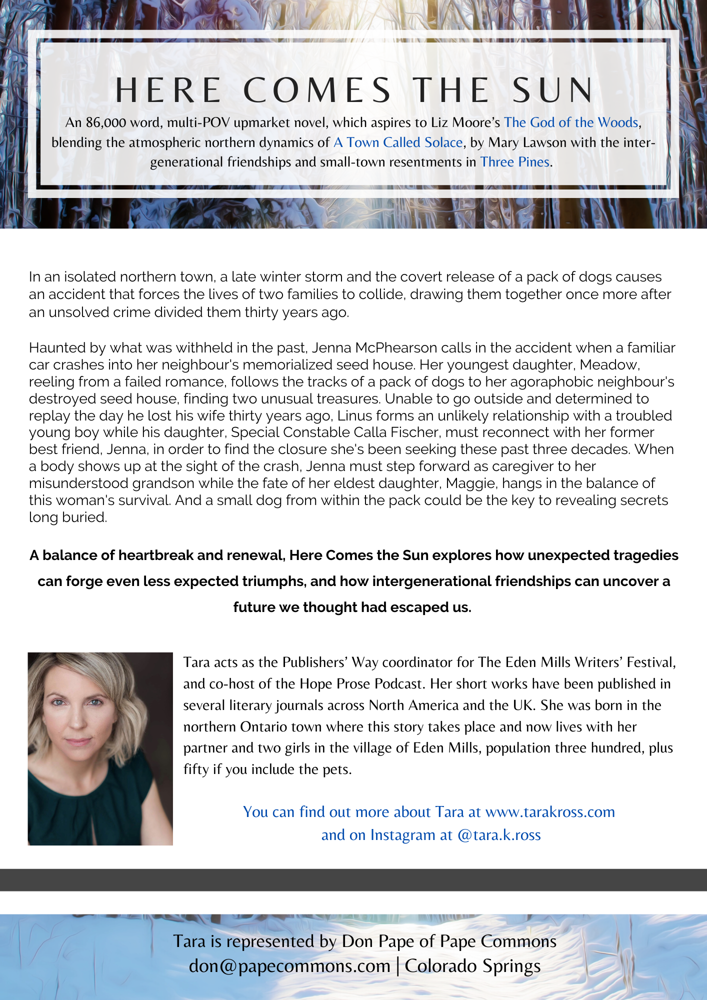 HERE COMES THE SUN
An 86,000 word, multi-POV upmarket novel, which aspires to Liz Moore’s The God of the Woods,
blending the atmospheric northern dynamics of A Town Called Solace, by Mary Lawson with the inter-
generational friendships and small-town resentments in Three Pines.
In an isolated northern town, a late winter storm and the covert release of a pack of dogs causes
an accident that forces the lives of two families to collide, drawing them together once more after
an unsolved crime divided them thirty years ago.
Haunted by what was withheld in the past, Jenna McPhearson calls in the accident when a familiar
car crashes into her neighbour's memorialized seed house. Her youngest daughter, Meadow,
reeling from a failed romance, follows the tracks of a pack of dogs to her agoraphobic neighbour's
destroyed seed house, finding two unusual treasures. Unable to go outside and determined to
replay the day he lost his wife thirty years ago, Linus forms an unlikely relationship with a troubled
young boy while his daughter, Special Constable Calla Fischer, must reconnect with her former
best friend, Jenna, in order to find the closure she's been seeking these past three decades. When
a body shows up at the sight of the crash, Jenna must step forward as caregiver to her
misunderstood grandson while the fate of her eldest daughter, Maggie, hangs in the balance of
this woman's survival. And a small dog from within the pack could be the key to revealing secrets
long buried.
A balance of heartbreak and renewal, Here Comes the Sun explores how unexpected tragedies
can forge even less expected triumphs, and how intergenerational friendships can uncover a
future we thought had escaped us.
Tara acts as the Publishers’ Way coordinator for The Eden Mills Writers’ Festival,
and co-host of the Hope Prose Podcast. Her short works have been published in
several literary journals across North America and the UK. She was born in the
northern Ontario town where this story takes place and now lives with her
partner and two girls in the village of Eden Mills, population three hundred, plus
fifty if you include the pets.
You can find out more about Tara at www.tarakross.com
and on Instagram at @tara.k.ross
Tara is represented by Don Pape of Pape Commons
don@papecommons.com | Colorado Springs